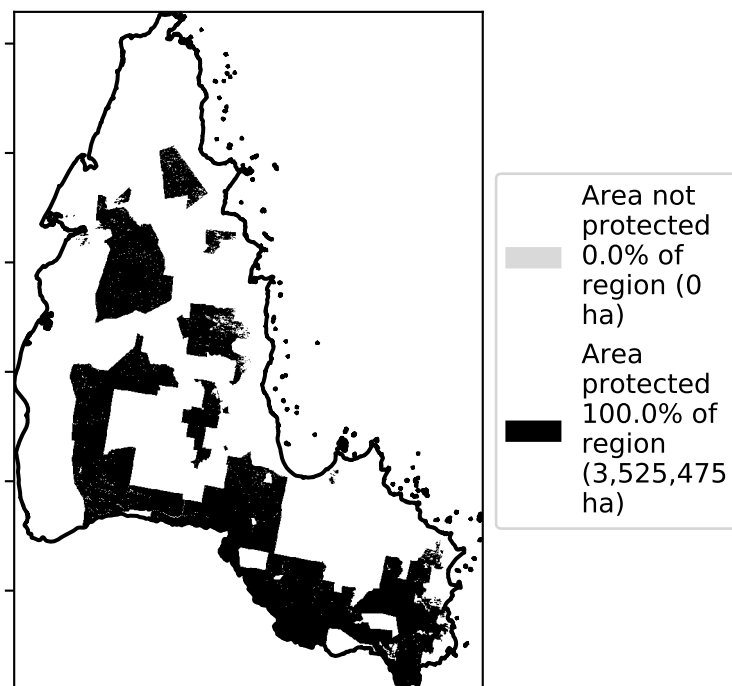 Area not
protected
0.0% of
region (0
ha)
Area
protected
100.0% of
region
(3,525,475
ha)